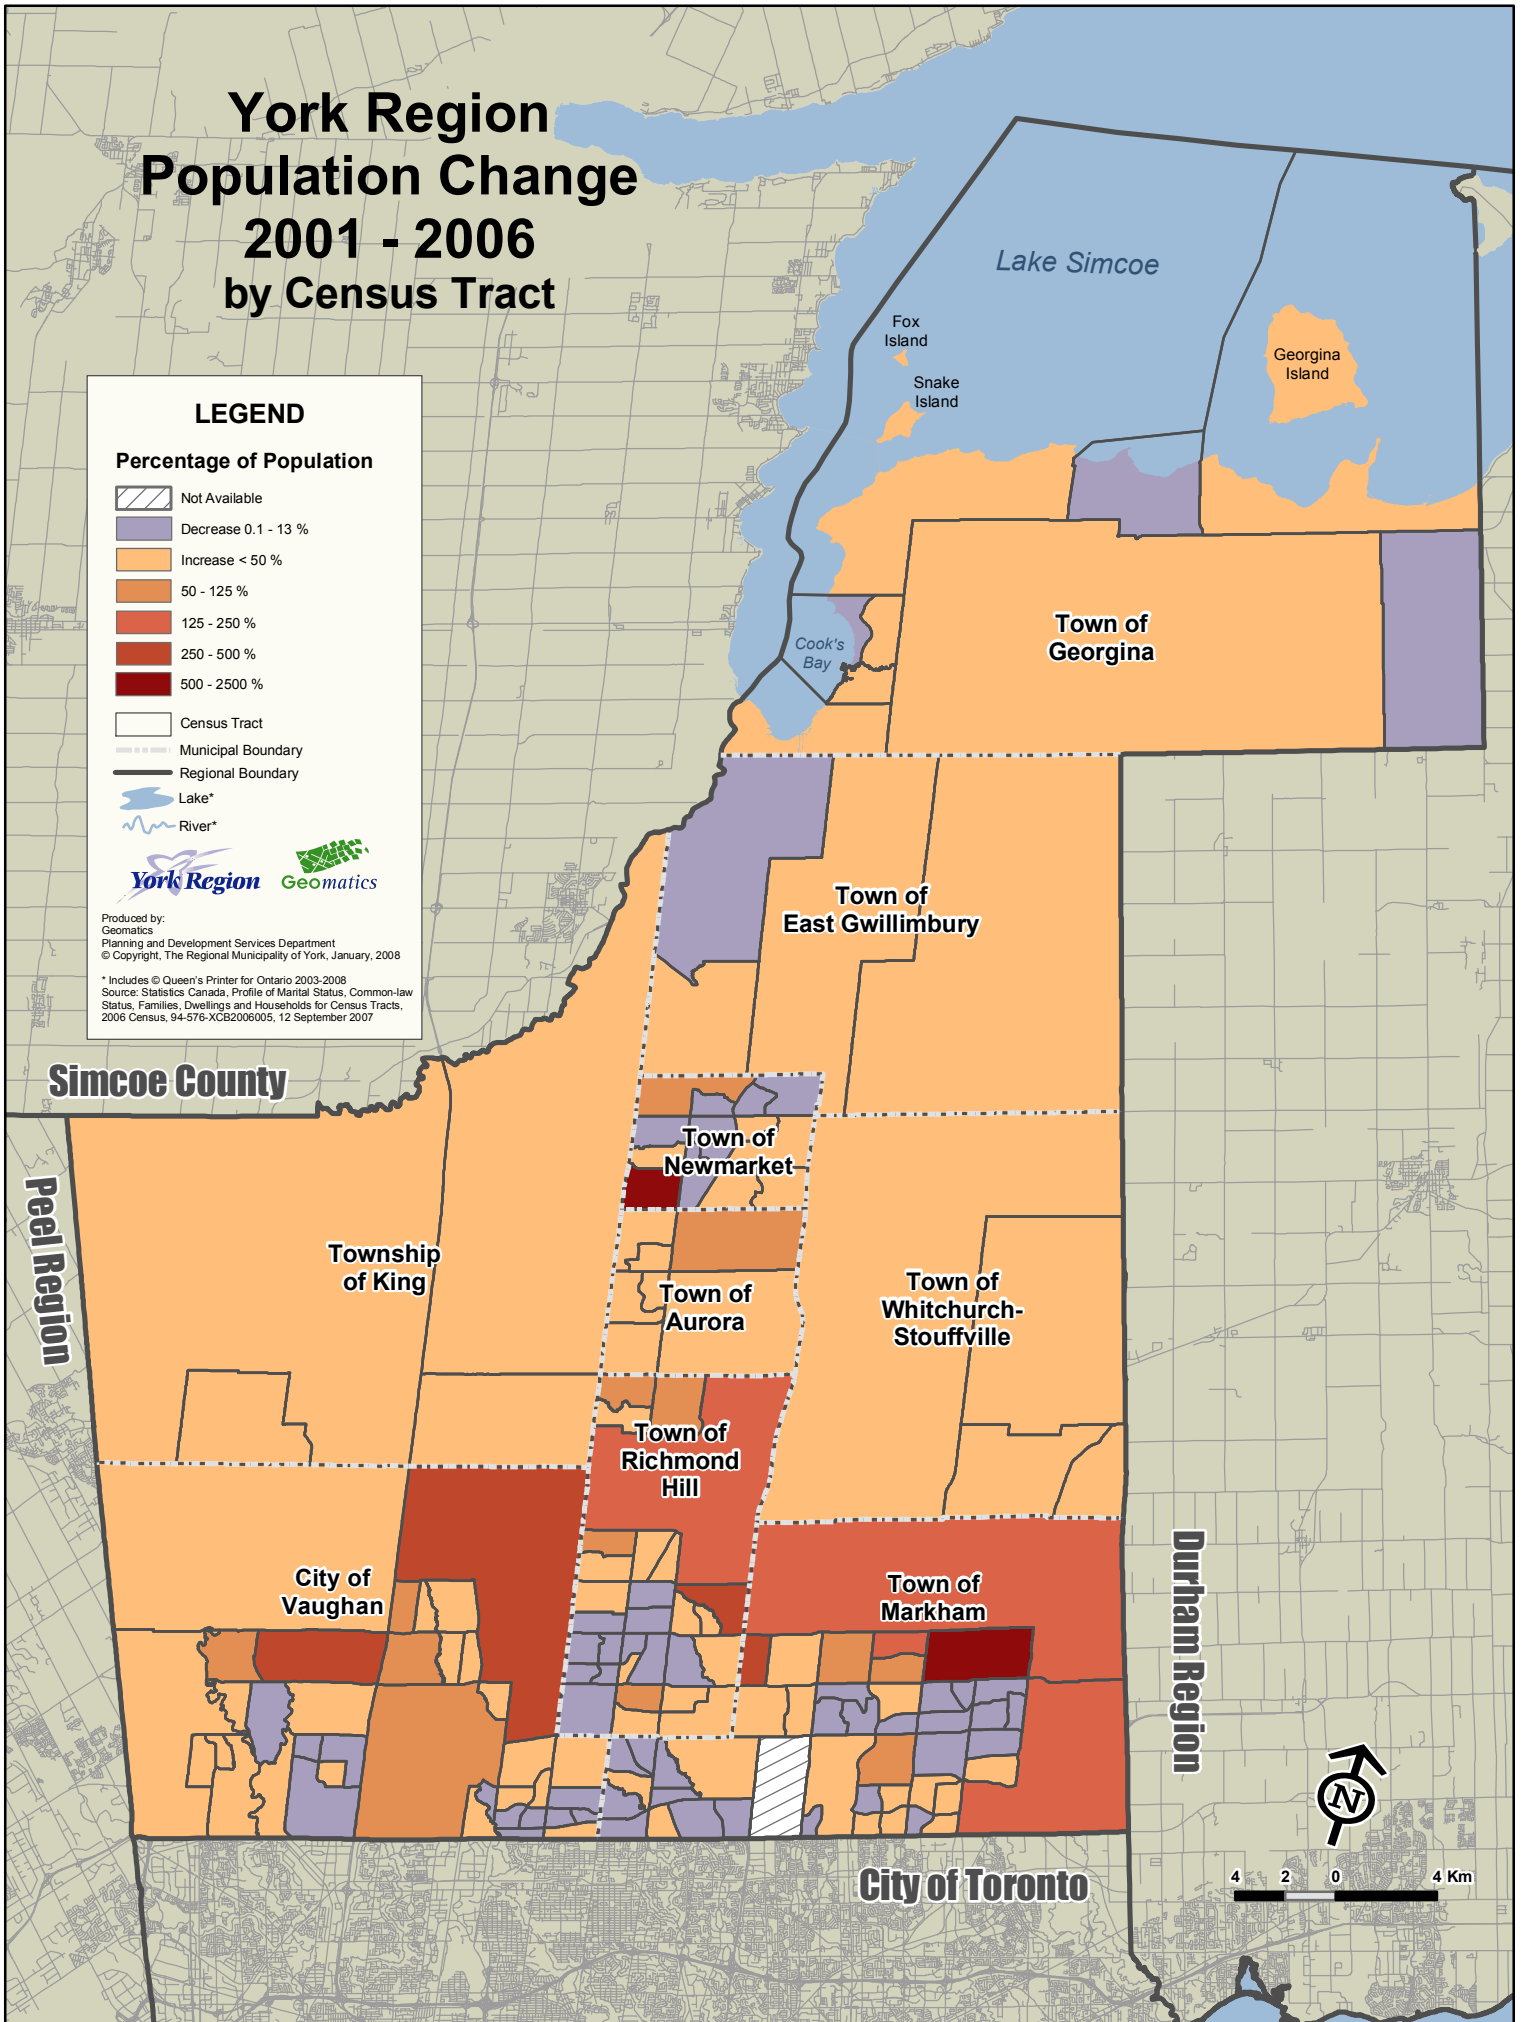 York Region
Population Change
2001 - 2006
by Census Tract
Lake Simcoe
Fox
Island
Georgina
Island
Snake
Island
LEGEND
Percentage of Population
Not Available
Decrease 0.1 - 13 %
Increase < 50 %
50 - 125 %
125 - 250 %
250 - 500 %
500 - 2500 %
Census Tract
Municipal Boundary
Regional Boundary
Lake*
River*
York Region
Geomatics
Produced by:
Geomatics
Planning and Development Services Department
© Copyright, The Regional Municipality of York, January, 2008
* Includes © Queen's Printer for Ontario 2003-2008
Source: Statistics Canada, Profile of Marital Status, Common-law
Status, Families, Dwellings and Households for Census Tracts,
2006 Census, 94-576-XCB2006005, 12 September 2007
Cook's
Bay
Town of
Georgina
Town of
East Gwillimbury
Simcoe County
Town of
Newmarket
Peel Region
Township
of King
Town of
Aurora
Town of
Whitchurch-
Stouffville
Town of
Richmond
Hill
City of
Vaughan
Town of
Markham
Durham Region
N
City of Toronto
4 2 0 4 Km